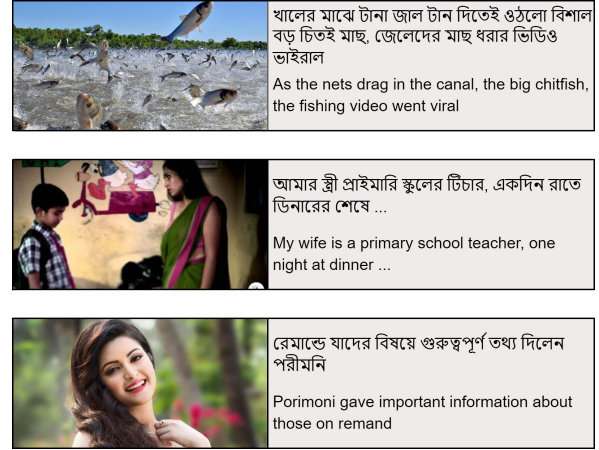 খালের মাঝে টানা জাল টান দিতেই ওঠলো বিশাল
বড় চিতই মাছ, জেলেদের মাছ ধরার ভিডিও
ভাইরাল
As the nets drag in the canal, the big chitfish,
the fishing video went viral
আমার স্ত্রী প্রাইমারি স্কুলের টিচার, একদিন রাতে
ডিনারের শেষে ...
My wife is a primary school teacher, one
night at dinner ...
রেমান্ডে যাদের বিষয়ে গুরুত্বপূর্ণ তথ্য দিলেন
পরীমনি
Porimoni gave important information about
those on remand